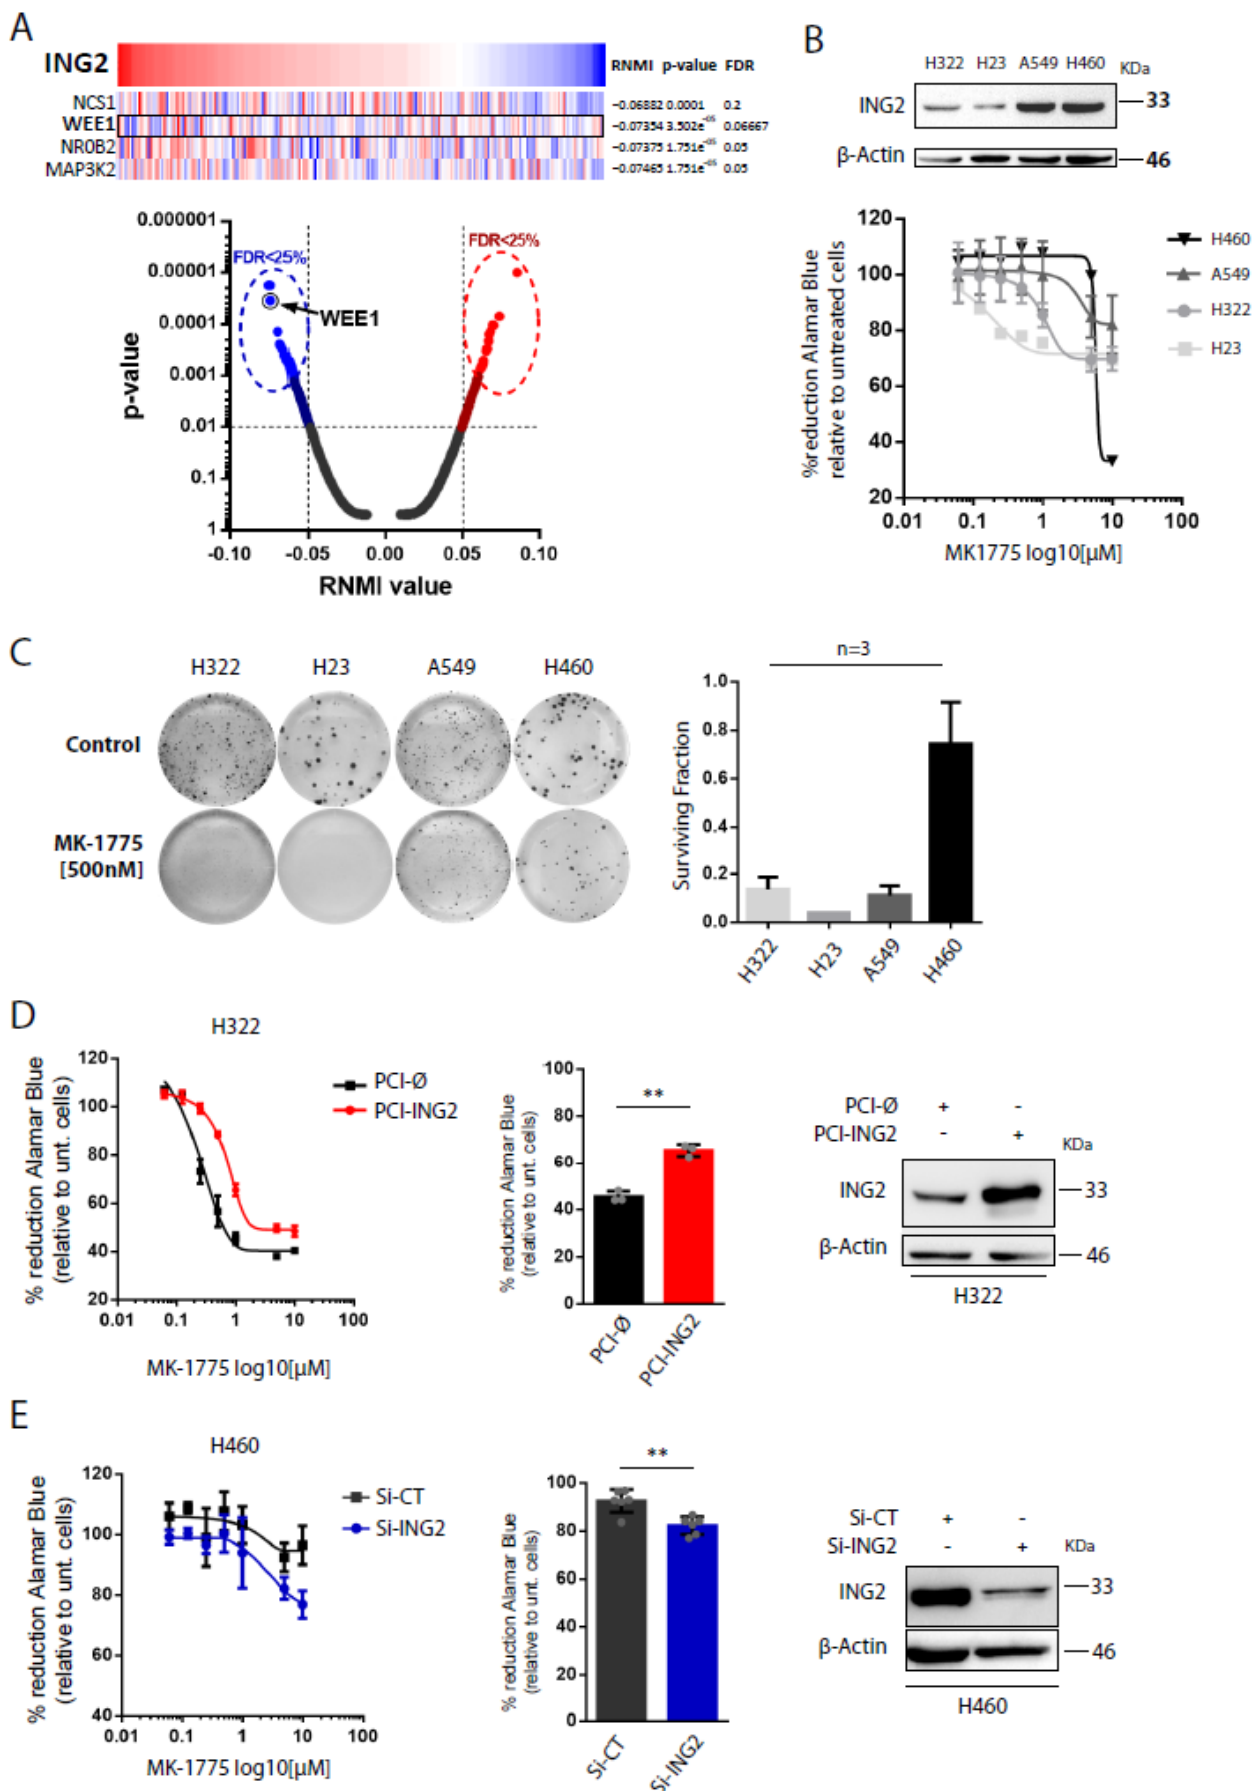 A
ING2
RNMI p-value FDR
NCS1 −0.06882 0.0001 0.2
WEE1 −0.07354 3.502e⁻⁰⁵ 0.06667
NR0B2 −0.07375 1.751e⁻⁰⁵ 0.05
MAP3K2 −0.07465 1.751e⁻⁰⁵ 0.05
p-value
0.000001
0.00001
0.0001
0.001
0.01
0.1
1
FDR<25%
FDR<25%
WEE1
-0.10 -0.05 0.00 0.05 0.10
RNMI value
B
H322 H23 A549 H460 KDa
ING2 33
β-Actin 46
%reduction Alamar Blue
relative to untreated cells
120
100
80
60
40
20
0.01 0.1 1 10 100
MK1775 log10[µM]
H460
A549
H322
H23
C
H322 H23 A549 H460
Control
MK-1775
[500nM]
n=3
Surviving Fraction
1.0
0.8
0.6
0.4
0.2
0.0
H322 H23 A549 H460
D
H322
% reduction Alamar Blue
(relative to unt. cells)
120
100
80
60
40
20
0.01 0.1 1 10 100
MK-1775 log10[µM]
PCI-Ø
PCI-ING2
% reduction Alamar Blue
(relative to unt. cells)
100
80
60
40
20
0
**
PCI-Ø PCI-ING2
PCI-Ø + -
PCI-ING2 - +
KDa
ING2 33
β-Actin 46
H322
E
H460
% reduction Alamar Blue
(relative to unt. cells)
120
100
80
60
40
0.01 0.1 1 10 100
MK-1775 log10[µM]
Si-CT
Si-ING2
% reduction Alamar Blue
(relative to unt. cells)
100
80
60
40
20
0
**
Si-CT Si-ING2
Si-CT + -
Si-ING2 - + KDa
ING2 33
β-Actin 46
H460